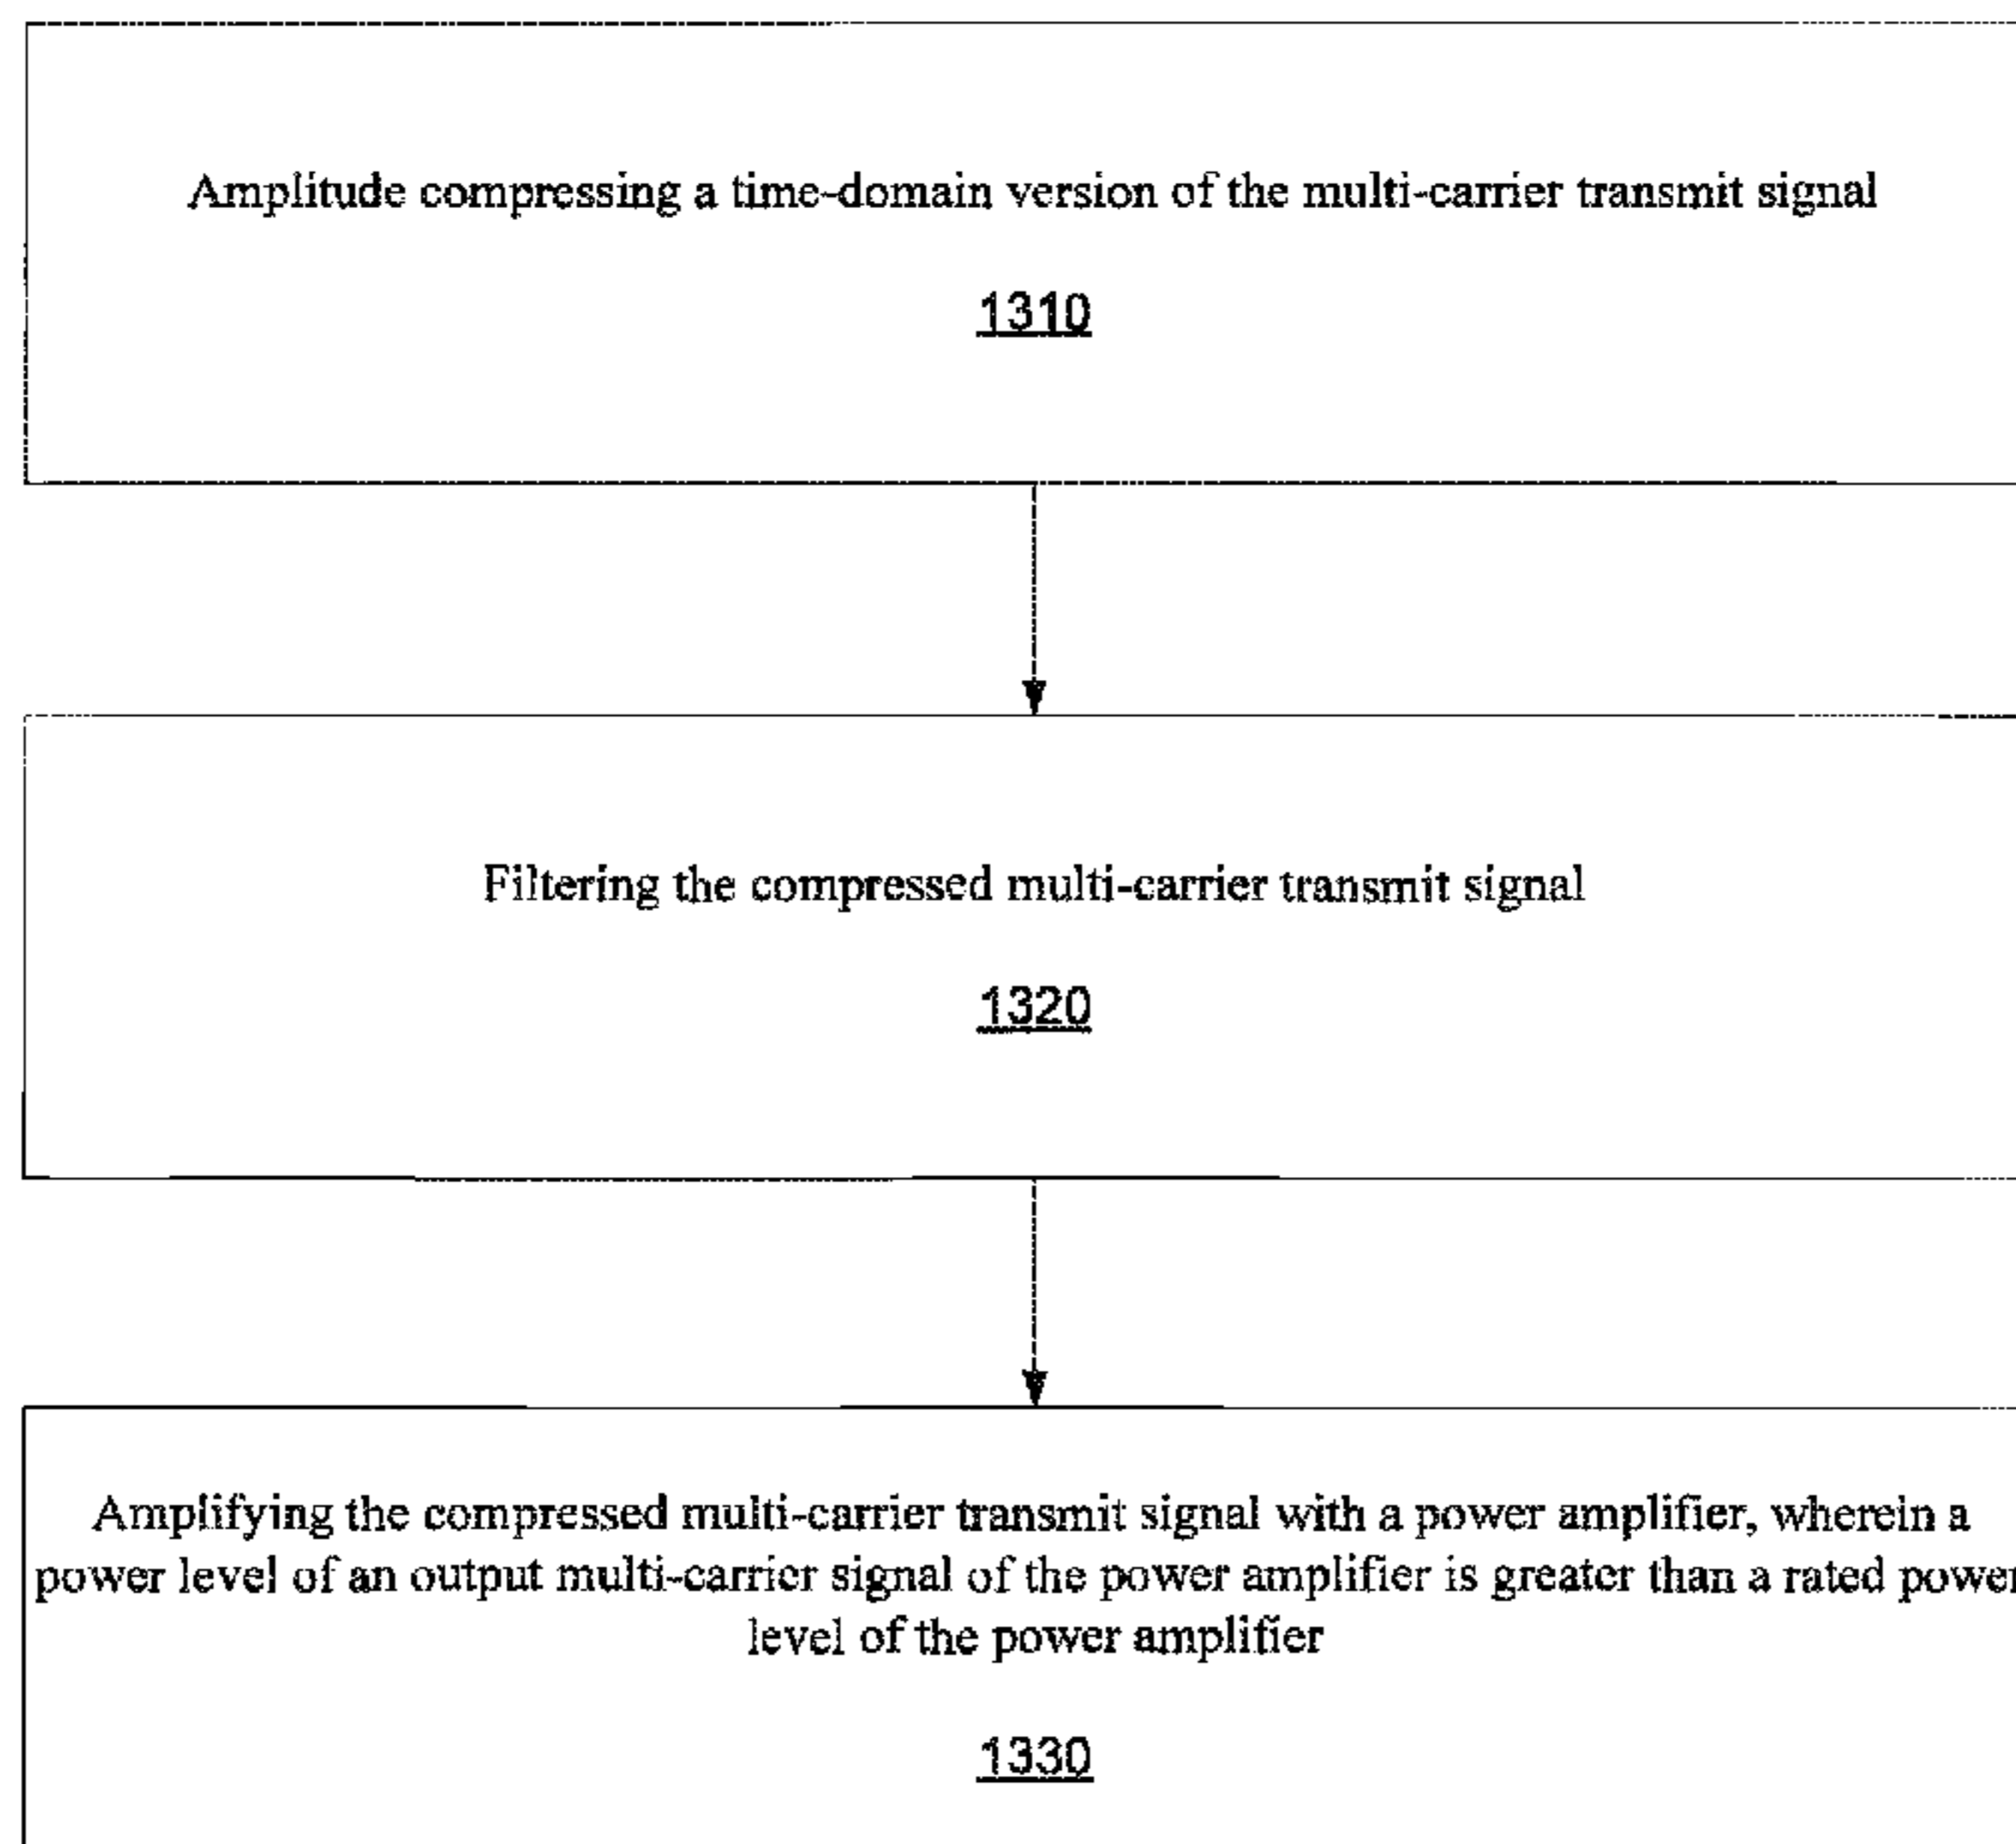 Amplitude compressing a time-domain version of the multi-carrier transmit signal
1310
Filtering the compressed multi-carrier transmit signal
1320
Amplifying the compressed multi-carrier transmit signal with a power amplifier, wherein a
power level of an output multi-carrier signal of the power amplifier is greater than a rated power
level of the power amplifier
1330